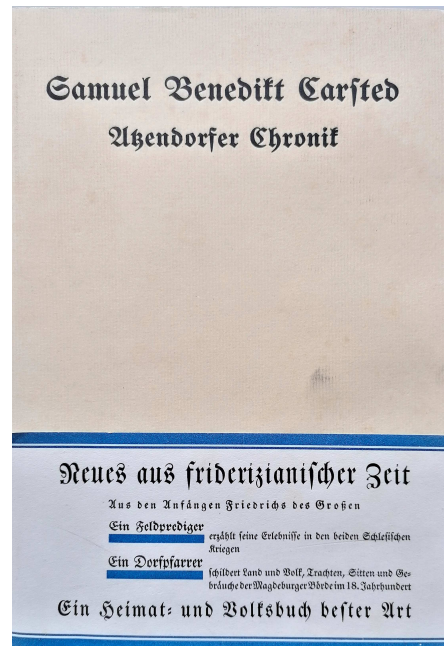 Samuel Benedikt Carſted
Atzendorfer Chronik
Neues aus friderizianiſcher Zeit
Aus den Anfängen Friedrichs des Großen
Ein Feldprediger
erzählt ſeine Erlebniſſe in den beiden Schleſiſchen
Kriegen
Ein Dorfpfarrer
ſchildert Land und Volk, Trachten, Sitten und Ge-
bräuche der Magdeburger Börde im 18. Jahrhundert
Ein Heimat- und Volksbuch beſter Art